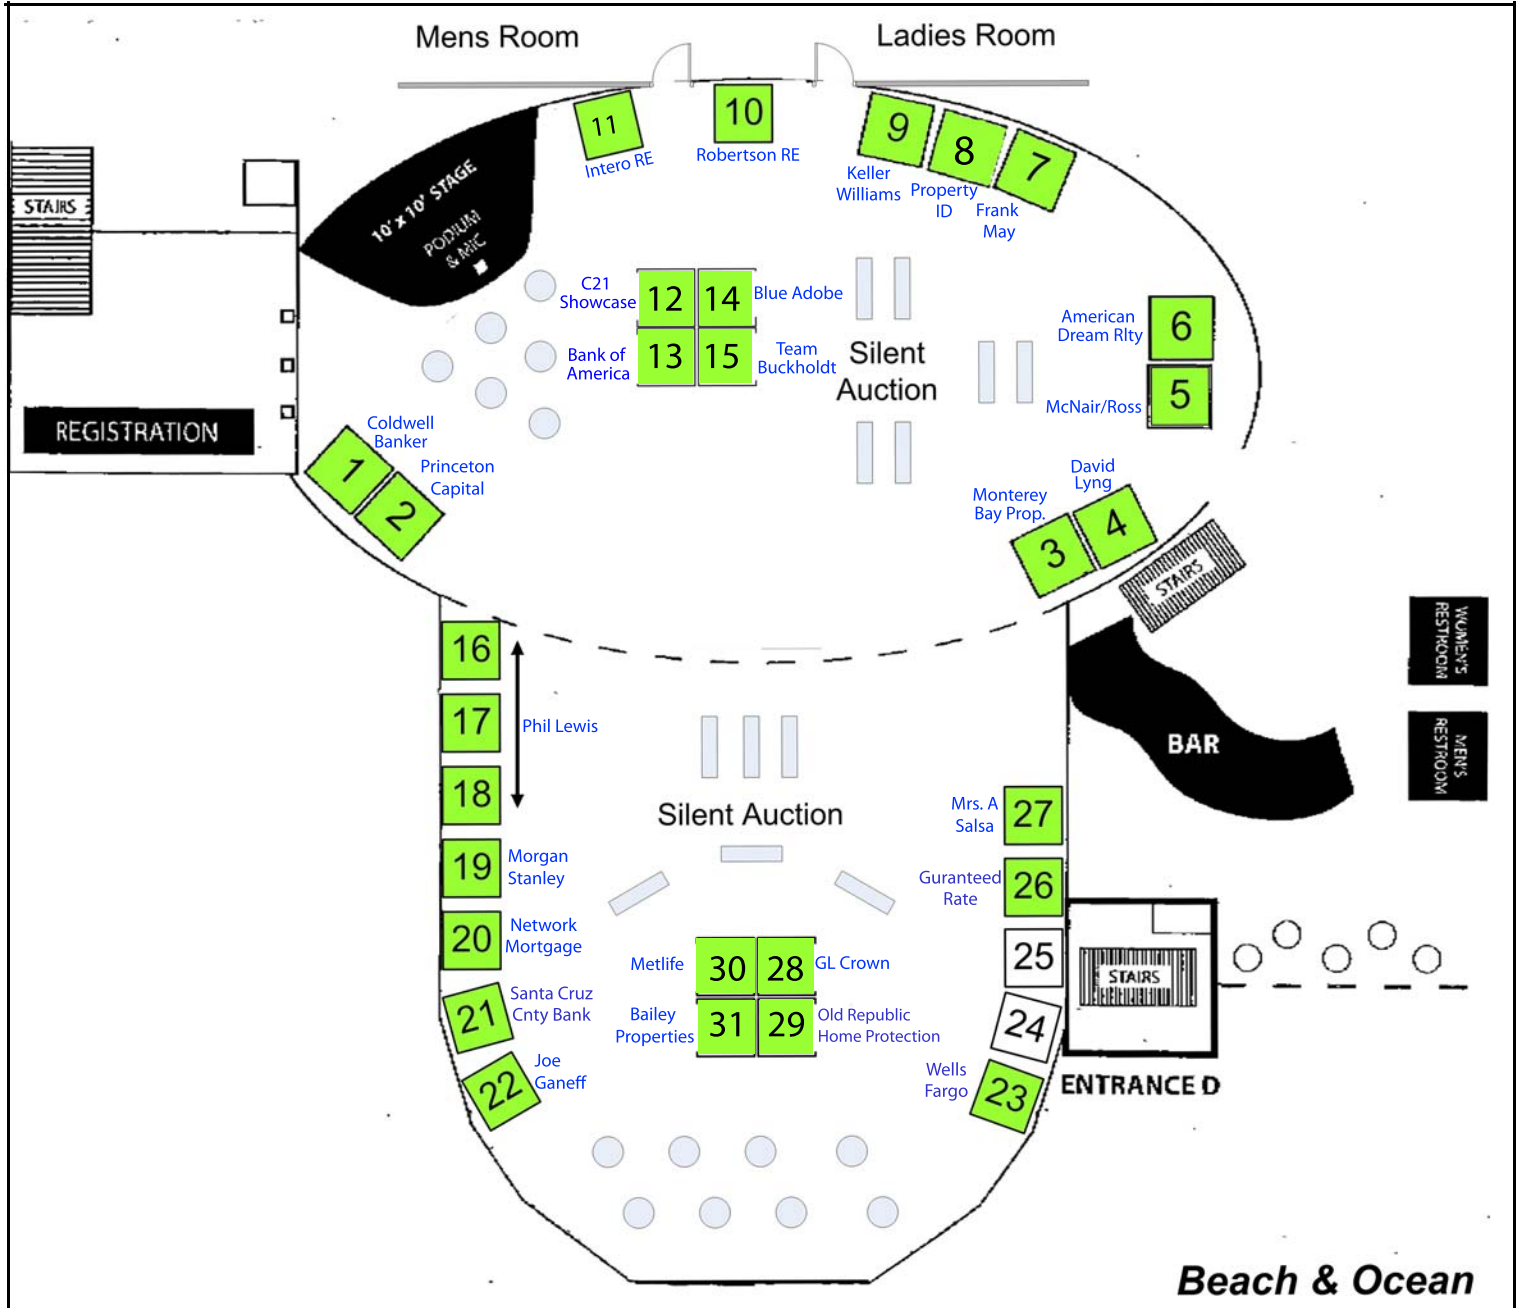 Mens Room
Ladies Room
11
Intero RE
10
Robertson RE
9
Keller
Williams
8
Property
ID
7
Frank
May
10' x 10' STAGE
PODIUM
& MIC
STAIRS
REGISTRATION
C21
Showcase
12
14
Blue Adobe
Bank of
America
13
15
Team
Buckholdt
Silent
Auction
American
Dream Rlty
6
McNair/Ross
5
Coldwell
Banker
1
Princeton
Capital
2
David
Lyng
4
Monterey
Bay Prop.
3
STAIRS
WOMEN'S
RESTROOM
MEN'S
RESTROOM
BAR
16
17
Phil Lewis
18
19
Morgan
Stanley
20
Network
Mortgage
21
Santa Cruz
Cnty Bank
22
Joe
Ganeff
Silent Auction
Mrs. A
Salsa
27
Guranteed
Rate
26
25
24
Wells
Fargo
23
Metlife
30
28
GL Crown
Bailey
Properties
31
29
Old Republic
Home Protection
STAIRS
ENTRANCE D
Beach & Ocean